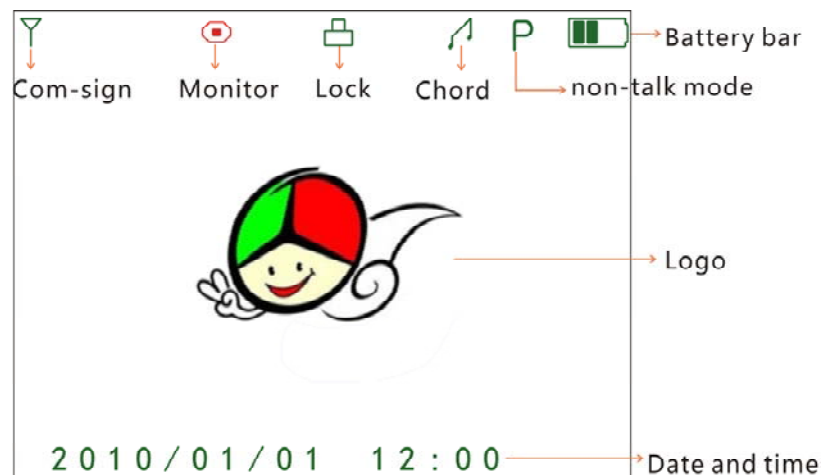 P
Battery bar
Com-sign Monitor Lock Chord non-talk mode
Logo
2010/01/01 12:00
Date and time